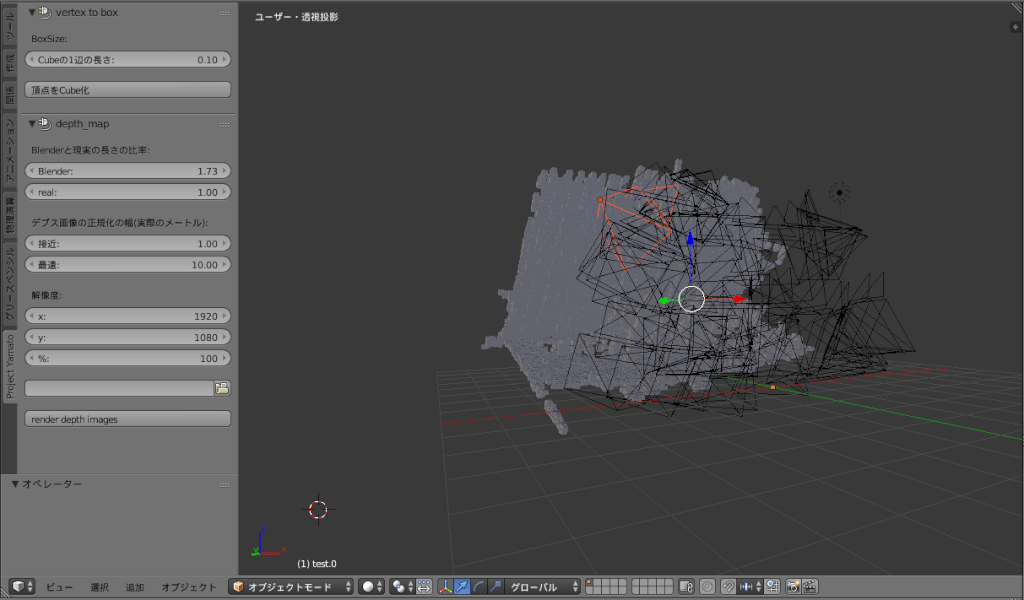 vertex to box
BoxSize:
Cubeの1辺の長さ: 0.10
頂点をCube化
depth_map
Blenderと現実の長さの比率:
Blender: 1.73
real: 1.00
デプス画像の正規化の幅(実際のメートル):
接近: 1.00
最遠: 10.00
解像度:
x: 1920
y: 1080
%: 100
render depth images
オペレーター
ツール
作成
関係
アニメーション
物理演算
グリースペンシル
Project Yamato
ユーザー・透視投影
(1) test.0
ビュー 選択 追加 オブジェクト オブジェクトモード グローバル